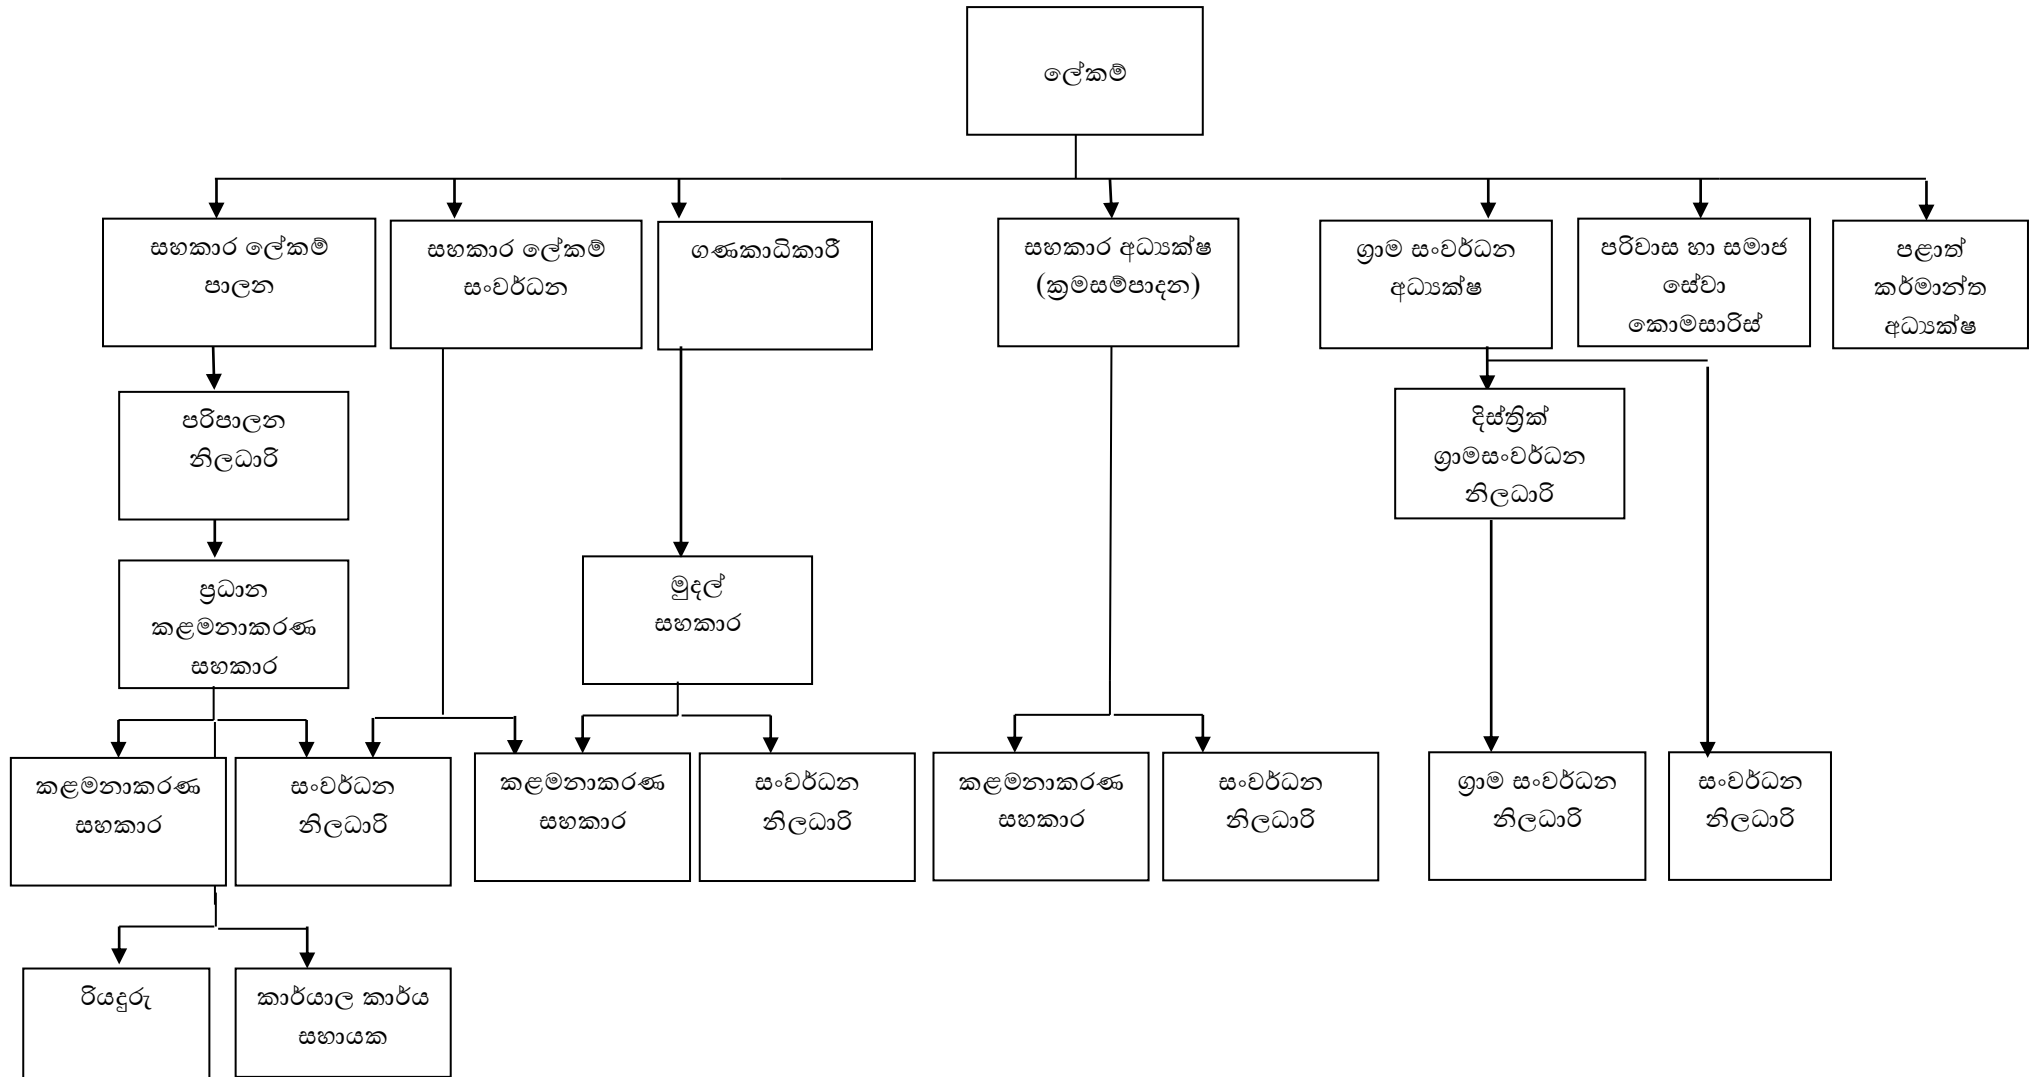 ලේකම්
සහකාර ලේකම්
පාලන
සහකාර ලේකම්
සංවර්ධන
ගණකාධිකාරී
සහකාර අධ්‍යක්ෂ
(ක්‍රමසම්පාදන)
ග්‍රාම සංවර්ධන
අධ්‍යක්ෂ
පරිවාස හා සමාජ
සේවා
කොමසාරිස්
පළාත්
කර්මාන්ත
අධ්‍යක්ෂ
පරිපාලන
නිලධාරි
දිස්ත්‍රික්
ග්‍රාමසංවර්ධන
නිලධාරි
ප්‍රධාන
කළමනාකරණ
සහකාර
මුදල්
සහකාර
කළමනාකරණ
සහකාර
සංවර්ධන
නිලධාරි
කළමනාකරණ
සහකාර
සංවර්ධන
නිලධාරි
කළමනාකරණ
සහකාර
සංවර්ධන
නිලධාරි
ග්‍රාම සංවර්ධන
නිලධාරි
සංවර්ධන
නිලධාරි
රියදුරු
කාර්යාල කාර්ය
සහායක